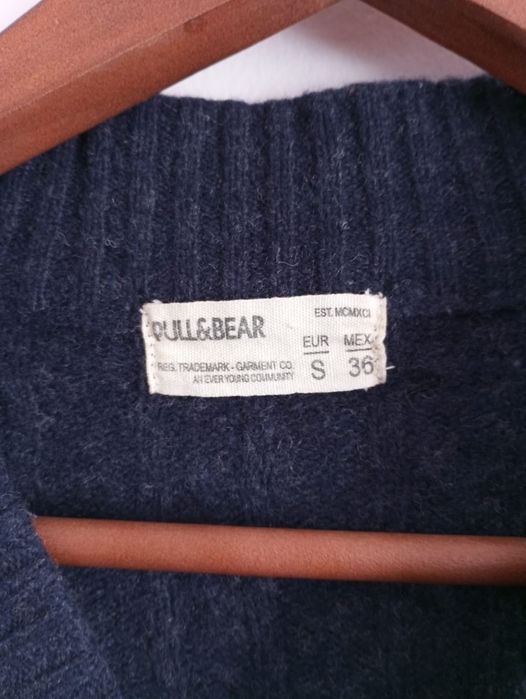 PULL&BEAR
EST. MCMXCI
EUR MEX
S 36
REG. TRADEMARK - GARMENT CO.
AN EVER YOUNG COMMUNITY